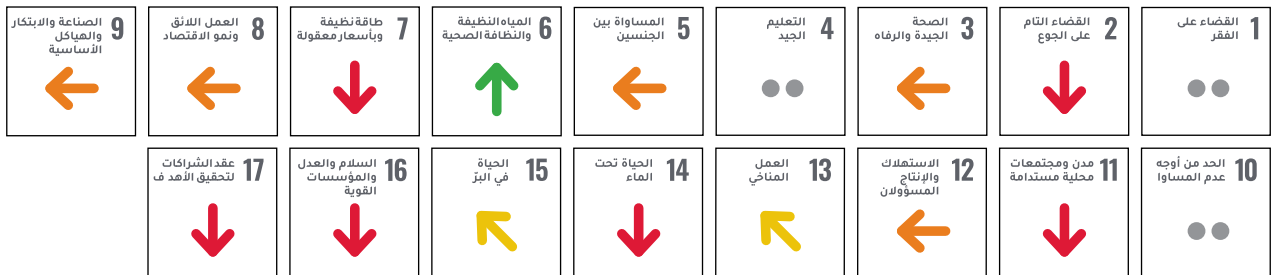 1 القضاء على
الفقر
2 القضاء التام
على الجوع
3 الصحة
الجيدة والرفاه
4 التعليم
الجيد
5 المساواة بين
الجنسين
6 المياه النظيفة
والنظافة الصحية
7 طاقة نظيفة
وبأسعار معقولة
8 العمل اللائق
ونمو الاقتصاد
9 الصناعة والابتكار
والهياكل
الأساسية
10 الحد من أوجه
عدم المساوا
11 مدن ومجتمعات
محلية مستدامة
12 الاستهلاك
والإنتاج
المسؤولان
13 العمل
المناخي
14 الحياة تحت
الماء
15 الحياة
في البرّ
16 السلام والعدل
والمؤسسات
القوية
17 عقد الشراكات
لتحقيق الأهد ف